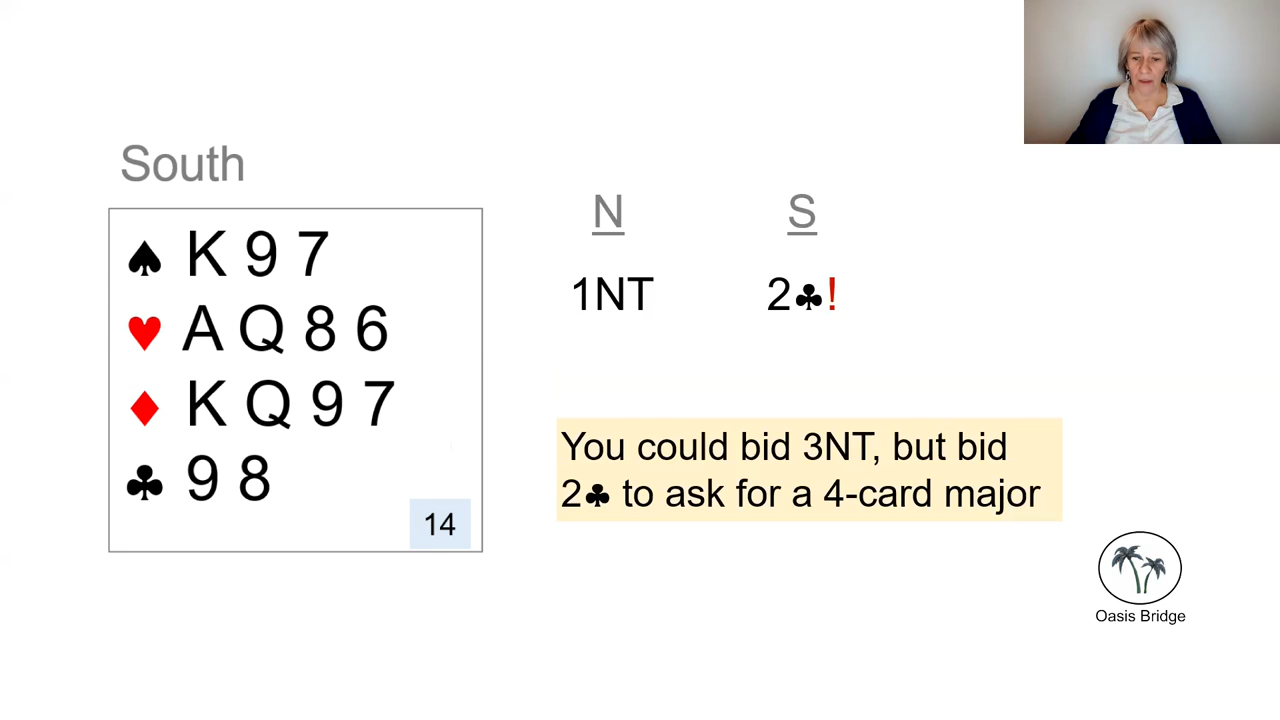 South
♠ K 9 7
♥ A Q 8 6
♦ K Q 9 7
♣ 9 8
14
N S
1NT 2♣!
You could bid 3NT, but bid
2♣ to ask for a 4-card major
Oasis Bridge